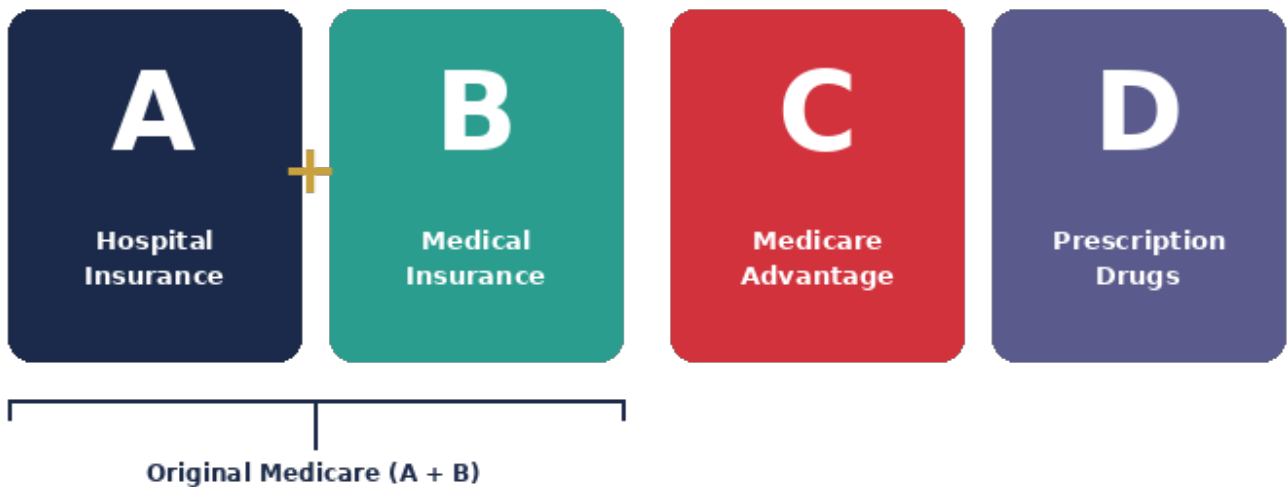 A
Hospital
Insurance
+
B
Medical
Insurance
C
Medicare
Advantage
D
Prescription
Drugs
Original Medicare (A + B)